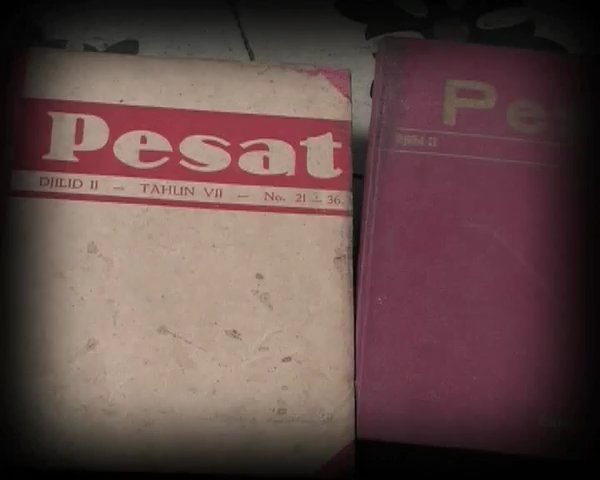 Pesat
DJILID II — TAHUN VII — No. 21 - 36.
Pe